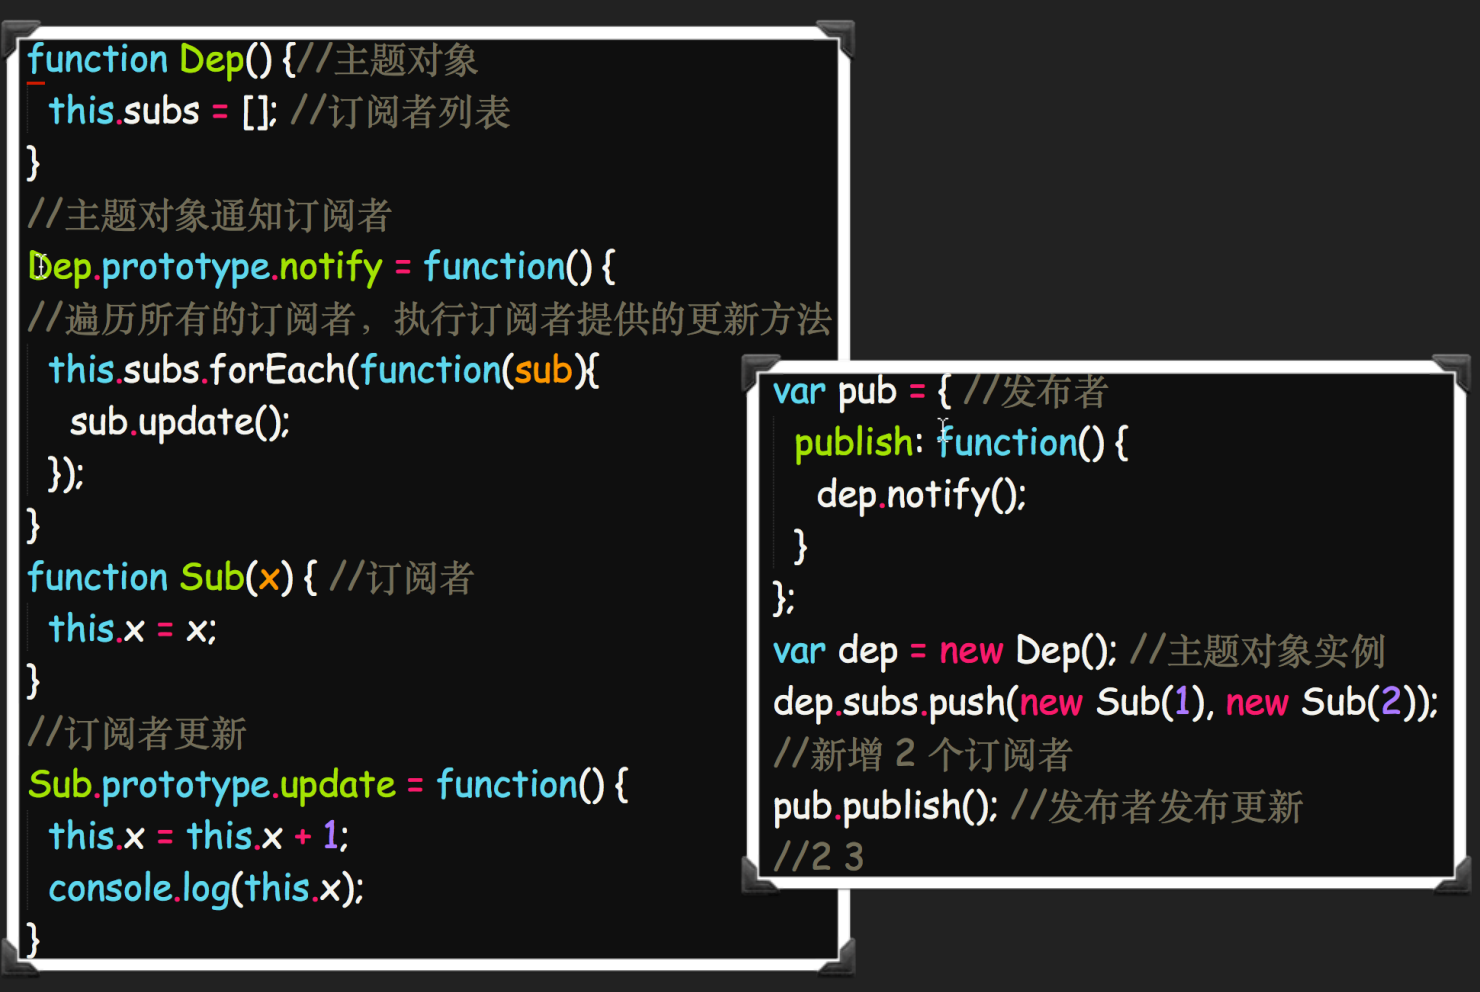 function Dep() {//主题对象
  this.subs = []; //订阅者列表
}
//主题对象通知订阅者
Dep.prototype.notify = function() {
//遍历所有的订阅者，执行订阅者提供的更新方法
  this.subs.forEach(function(sub){
    sub.update();
  });
}
function Sub(x) { //订阅者
  this.x = x;
}
//订阅者更新
Sub.prototype.update = function() {
  this.x = this.x + 1;
  console.log(this.x);
}
var pub = { //发布者
  publish: function() {
    dep.notify();
  }
};
var dep = new Dep(); //主题对象实例
dep.subs.push(new Sub(1), new Sub(2));
//新增 2 个订阅者
pub.publish(); //发布者发布更新
//2 3